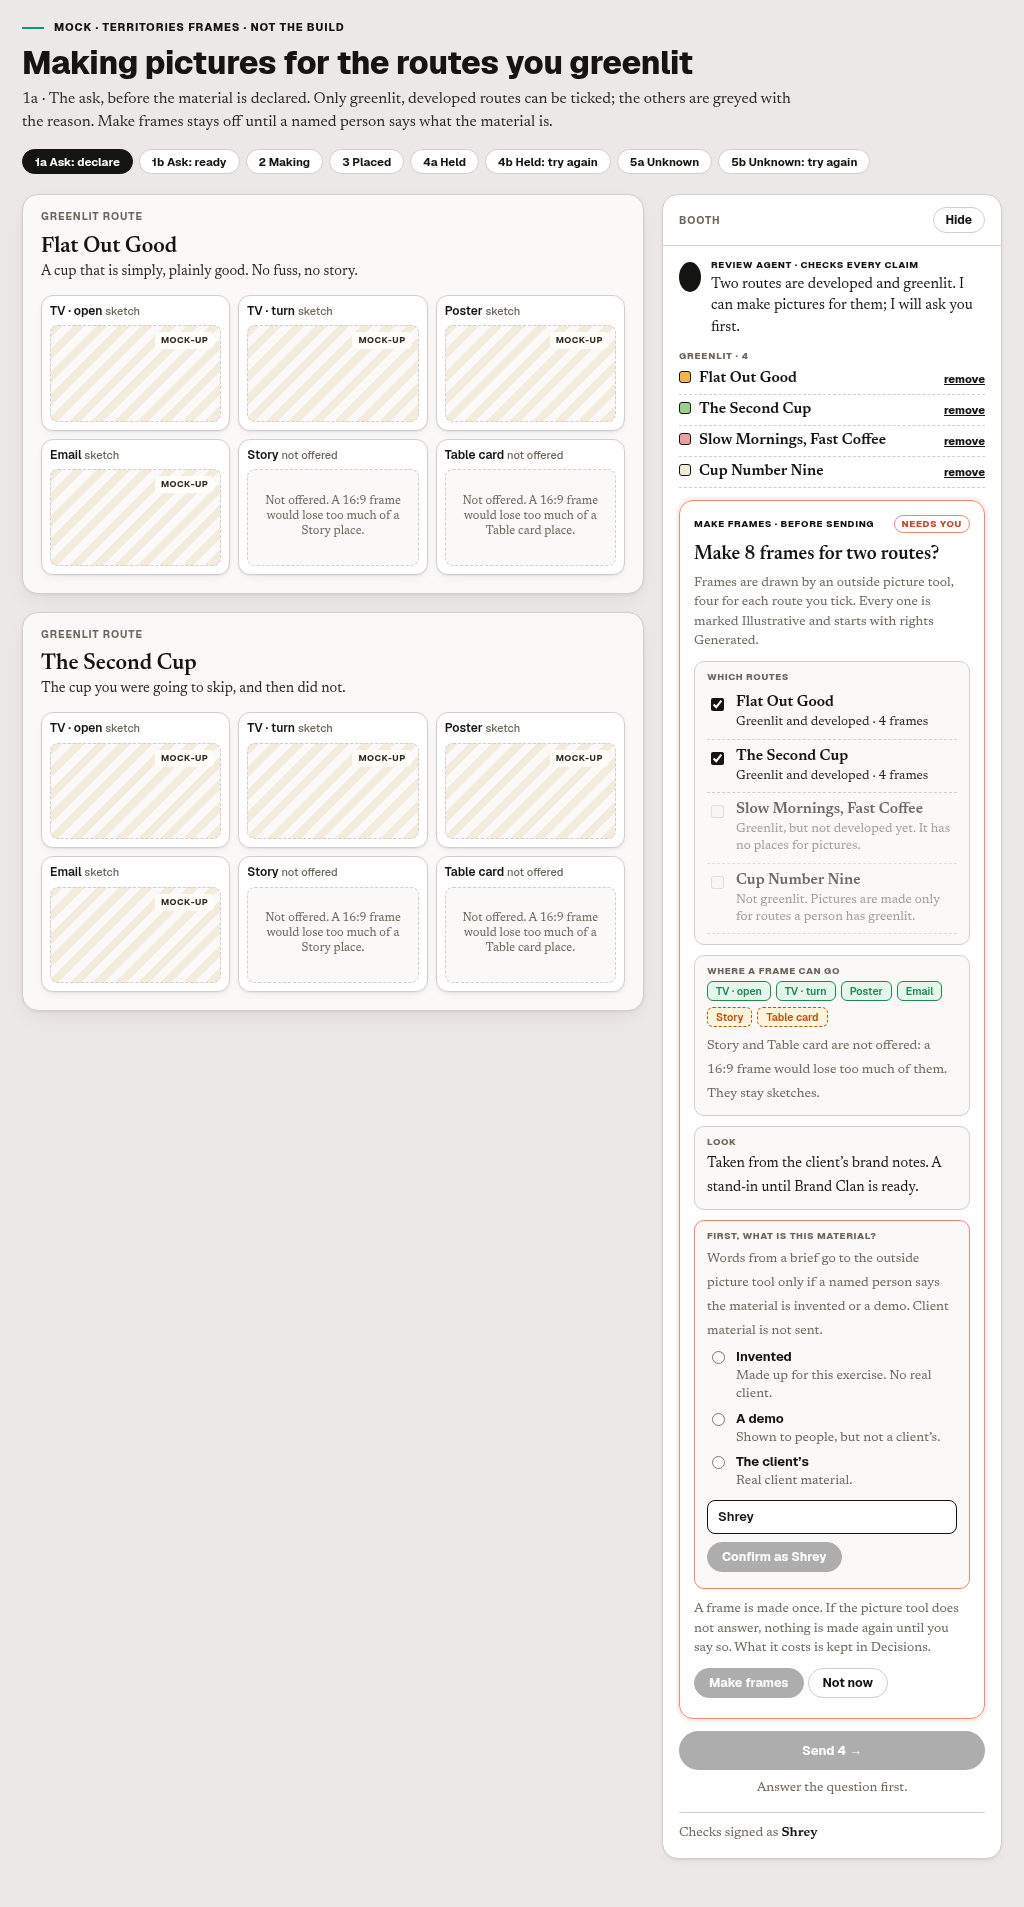 MOCK · TERRITORIES FRAMES · NOT THE BUILD
Making pictures for the routes you greenlit
1a · The ask, before the material is declared. Only greenlit, developed routes can be ticked; the others are greyed with
the reason. Make frames stays off until a named person says what the material is.
1a Ask: declare
1b Ask: ready
2 Making
3 Placed
4a Held
4b Held: try again
5a Unknown
5b Unknown: try again
GREENLIT ROUTE
Flat Out Good
A cup that is simply, plainly good. No fuss, no story.
TV · open sketch
MOCK-UP
TV · turn sketch
MOCK-UP
Poster sketch
MOCK-UP
Email sketch
MOCK-UP
Story not offered
Not offered. A 16:9 frame
would lose too much of a
Story place.
Table card not offered
Not offered. A 16:9 frame
would lose too much of a
Table card place.
GREENLIT ROUTE
The Second Cup
The cup you were going to skip, and then did not.
TV · open sketch
MOCK-UP
TV · turn sketch
MOCK-UP
Poster sketch
MOCK-UP
Email sketch
MOCK-UP
Story not offered
Not offered. A 16:9 frame
would lose too much of a
Story place.
Table card not offered
Not offered. A 16:9 frame
would lose too much of a
Table card place.
BOOTH
Hide
REVIEW AGENT · CHECKS EVERY CLAIM
Two routes are developed and greenlit. I
can make pictures for them; I will ask you
first.
GREENLIT · 4
Flat Out Good remove
The Second Cup remove
Slow Mornings, Fast Coffee remove
Cup Number Nine remove
MAKE FRAMES · BEFORE SENDING
NEEDS YOU
Make 8 frames for two routes?
Frames are drawn by an outside picture tool,
four for each route you tick. Every one is
marked Illustrative and starts with rights
Generated.
WHICH ROUTES
Flat Out Good
Greenlit and developed · 4 frames
The Second Cup
Greenlit and developed · 4 frames
Slow Mornings, Fast Coffee
Greenlit, but not developed yet. It has
no places for pictures.
Cup Number Nine
Not greenlit. Pictures are made only
for routes a person has greenlit.
WHERE A FRAME CAN GO
TV · open
TV · turn
Poster
Email
Story
Table card
Story and Table card are not offered: a
16:9 frame would lose too much of them.
They stay sketches.
LOOK
Taken from the client’s brand notes. A
stand-in until Brand Clan is ready.
FIRST, WHAT IS THIS MATERIAL?
Words from a brief go to the outside
picture tool only if a named person says
the material is invented or a demo. Client
material is not sent.
Invented
Made up for this exercise. No real
client.
A demo
Shown to people, but not a client’s.
The client’s
Real client material.
Shrey
Confirm as Shrey
A frame is made once. If the picture tool does
not answer, nothing is made again until you
say so. What it costs is kept in Decisions.
Make frames
Not now
Send 4 →
Answer the question first.
Checks signed as Shrey